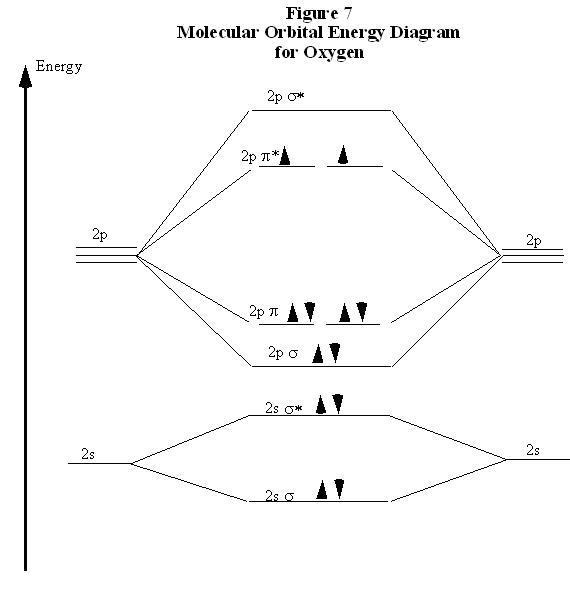 Figure 7
Molecular Orbital Energy Diagram
for Oxygen
Energy
2p σ*
2p π*
2p
2p
2p π
2p σ
2s σ*
2s
2s
2s σ